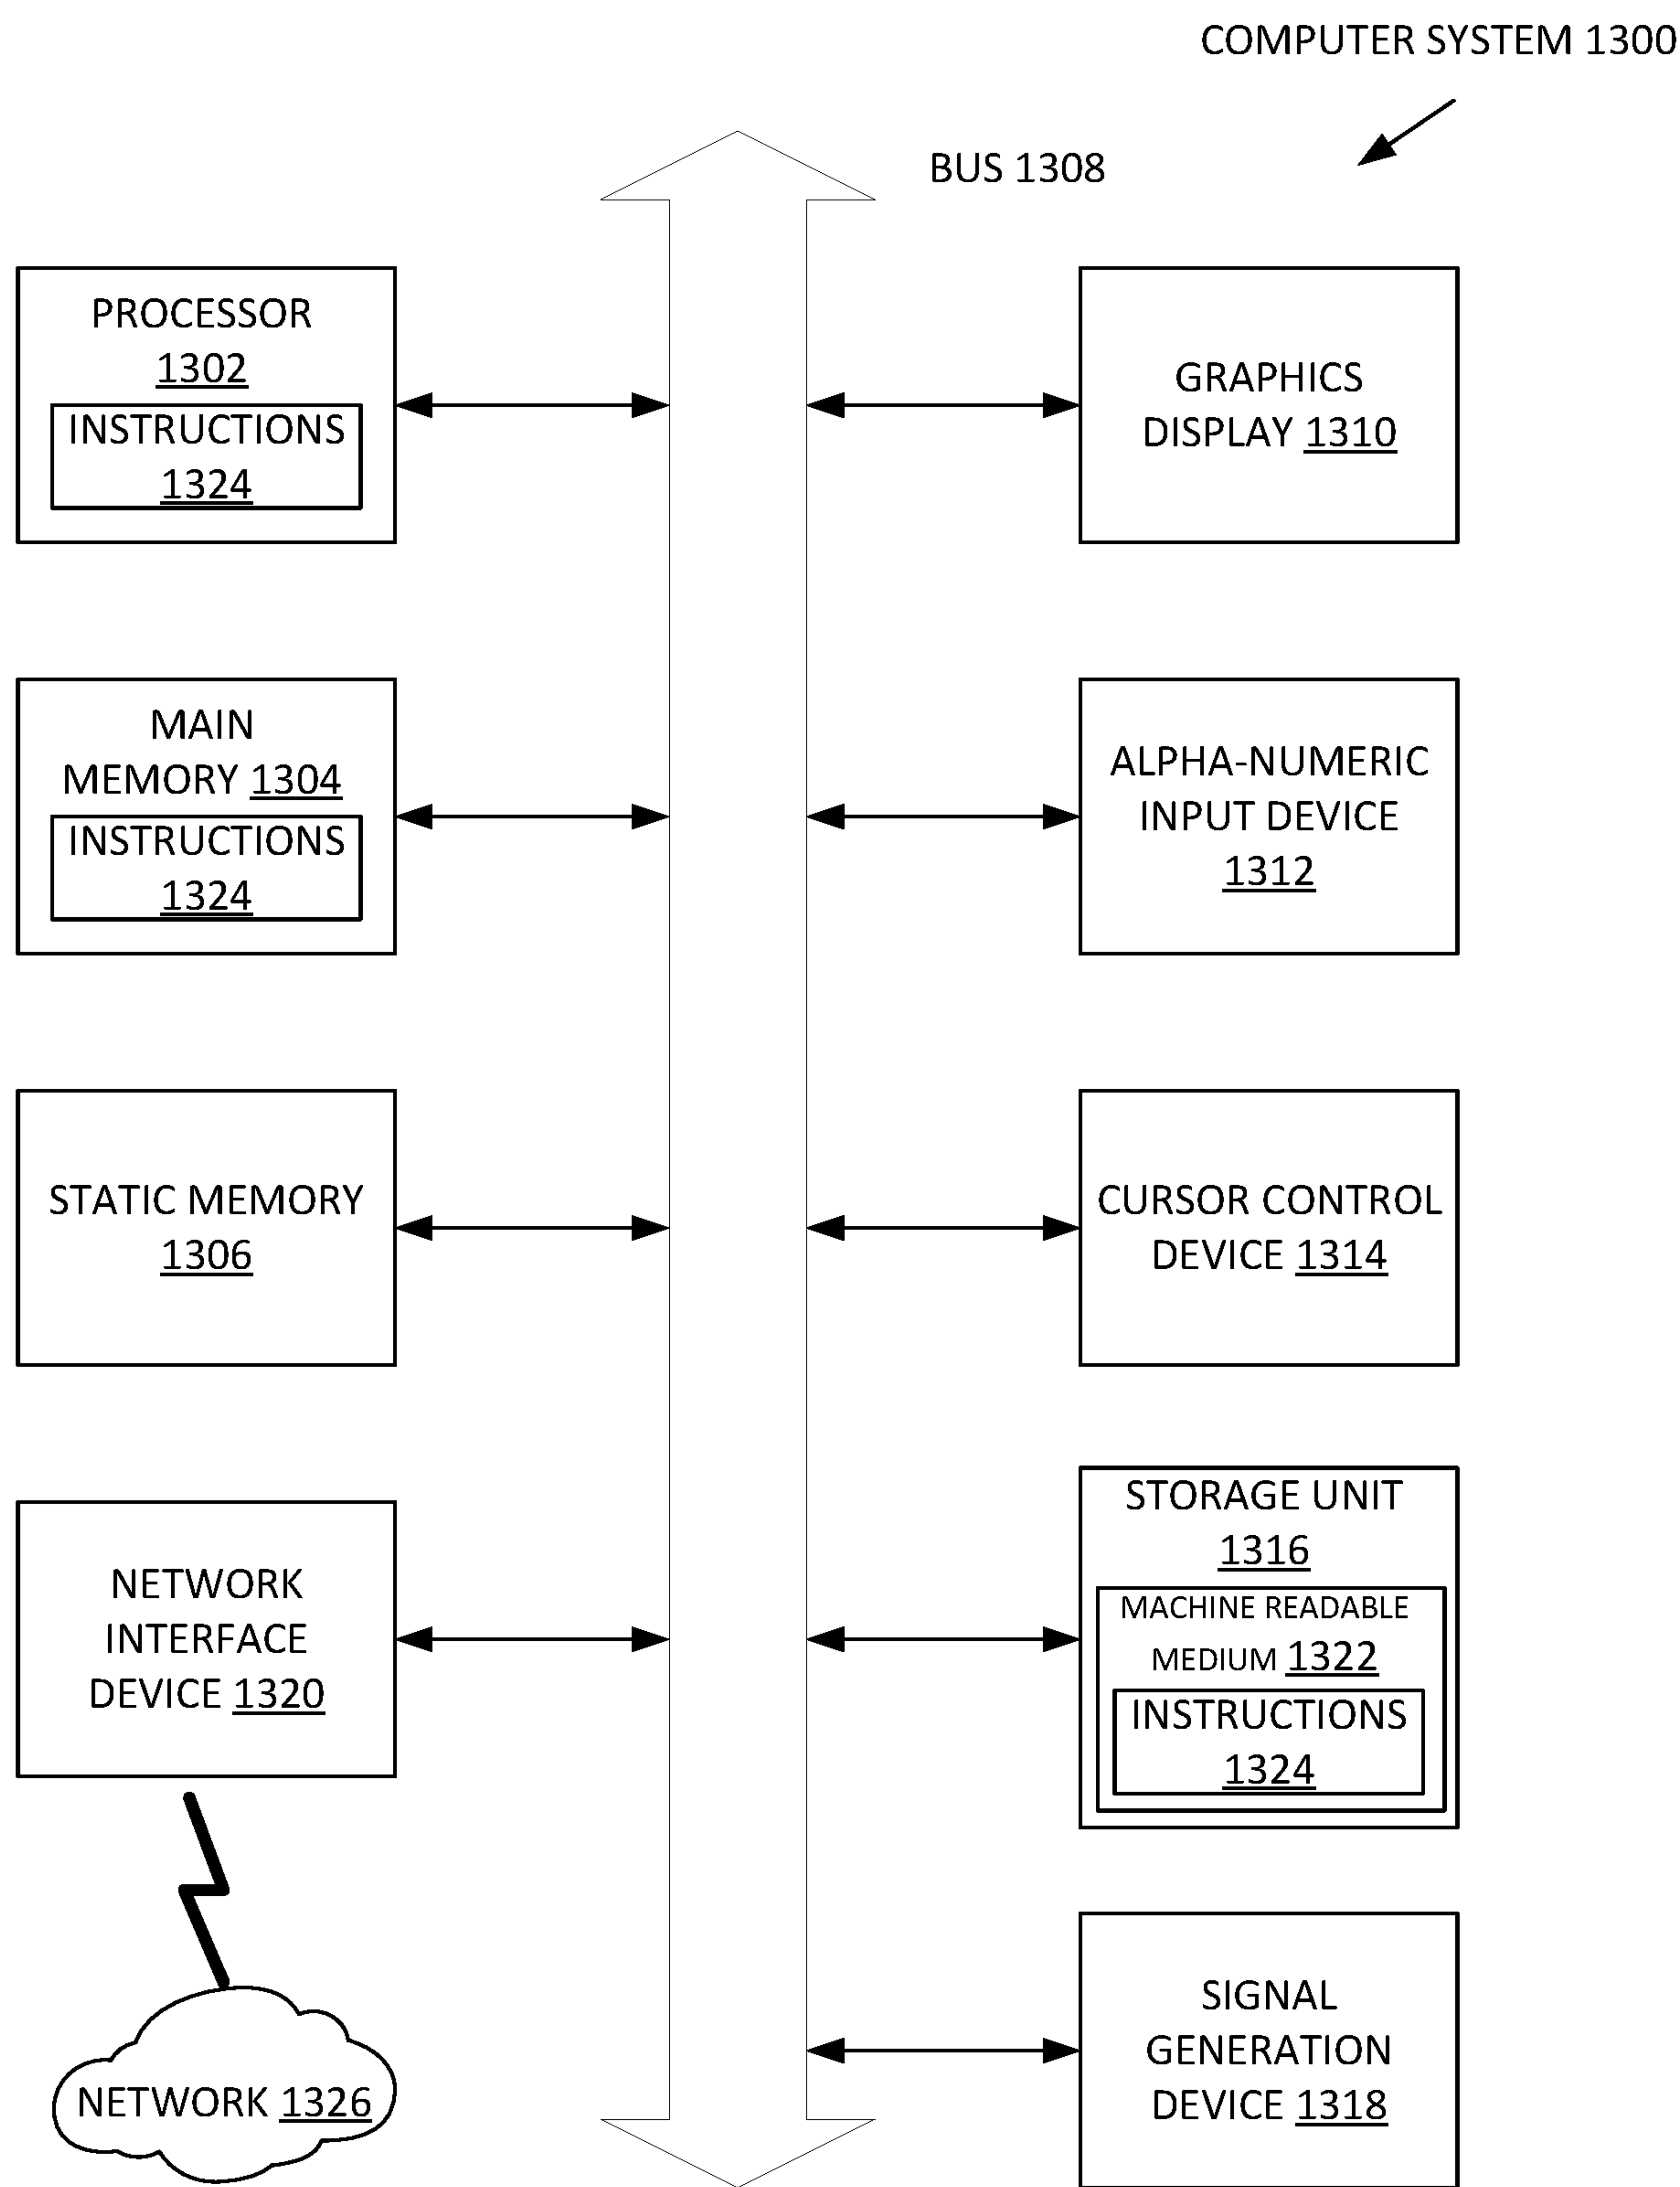 COMPUTER SYSTEM 1300
BUS 1308
PROCESSOR
1302
INSTRUCTIONS
1324
GRAPHICS
DISPLAY 1310
MAIN
MEMORY 1304
INSTRUCTIONS
1324
ALPHA-NUMERIC
INPUT DEVICE
1312
STATIC MEMORY
1306
CURSOR CONTROL
DEVICE 1314
NETWORK
INTERFACE
DEVICE 1320
STORAGE UNIT
1316
MACHINE READABLE
MEDIUM 1322
INSTRUCTIONS
1324
NETWORK 1326
SIGNAL
GENERATION
DEVICE 1318